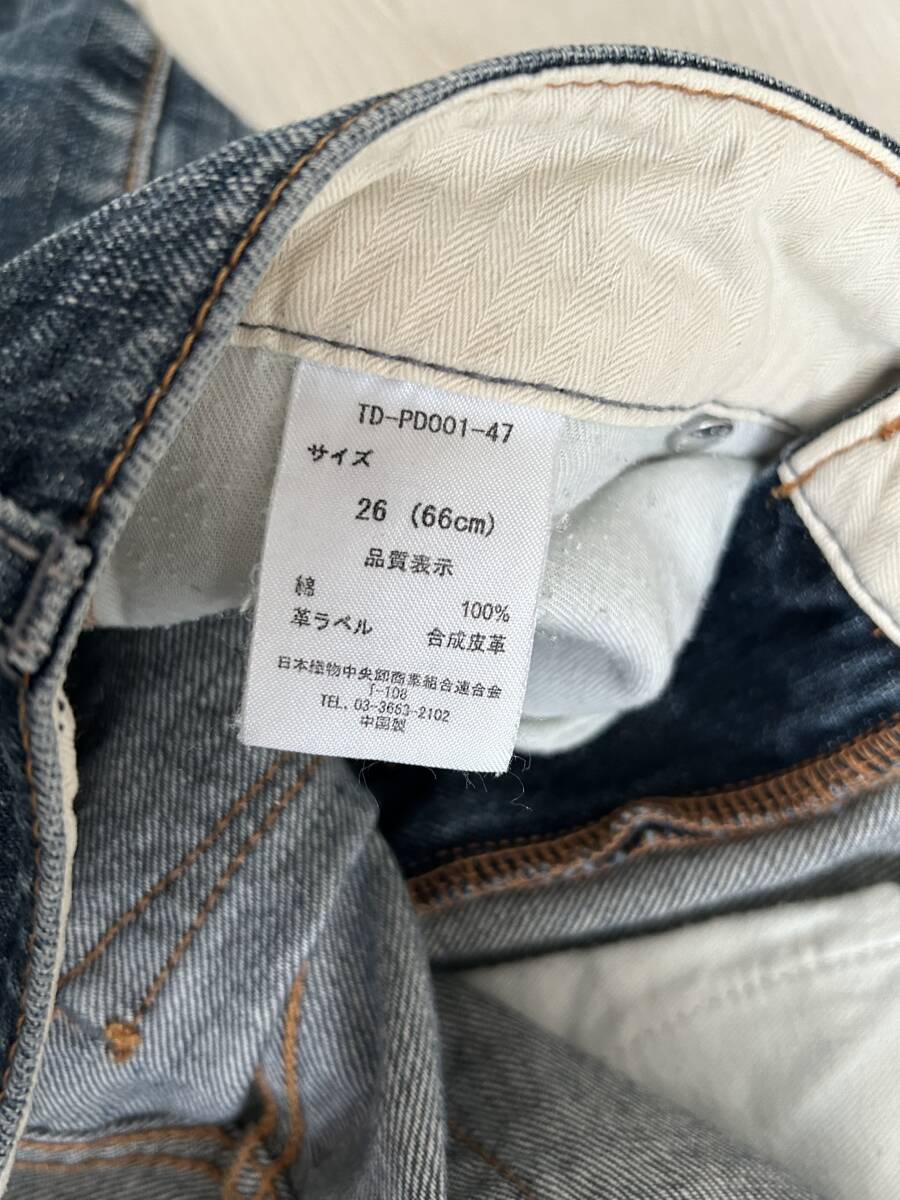 TD-PD001-47
サイズ
26 (66cm)
品質表示
綿 100%
革ラベル 合成皮革
日本織物中央卸商業組合連合会
T-108
TEL. 03-3663-2102
中国製